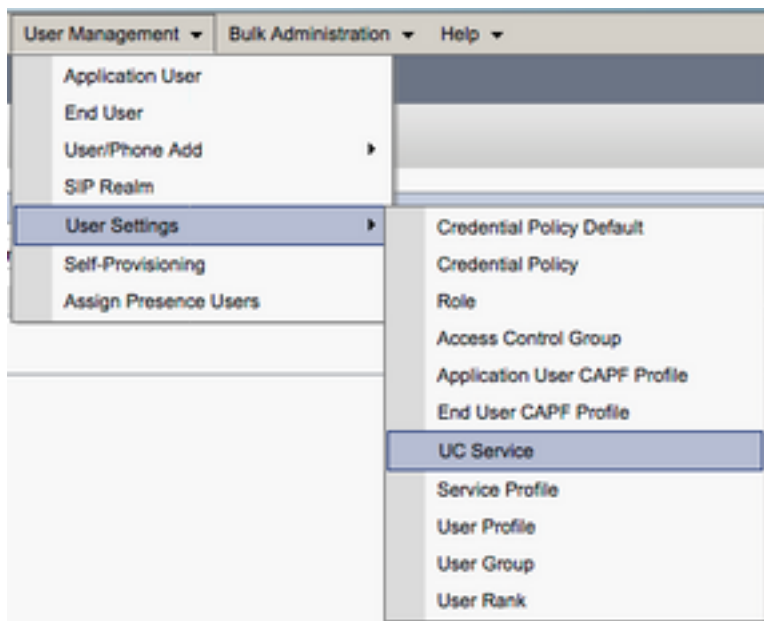 User Management Bulk Administration Help
Application User
End User
User/Phone Add
SIP Realm
User Settings
Self-Provisioning
Assign Presence Users
Credential Policy Default
Credential Policy
Role
Access Control Group
Application User CAPF Profile
End User CAPF Profile
UC Service
Service Profile
User Profile
User Group
User Rank